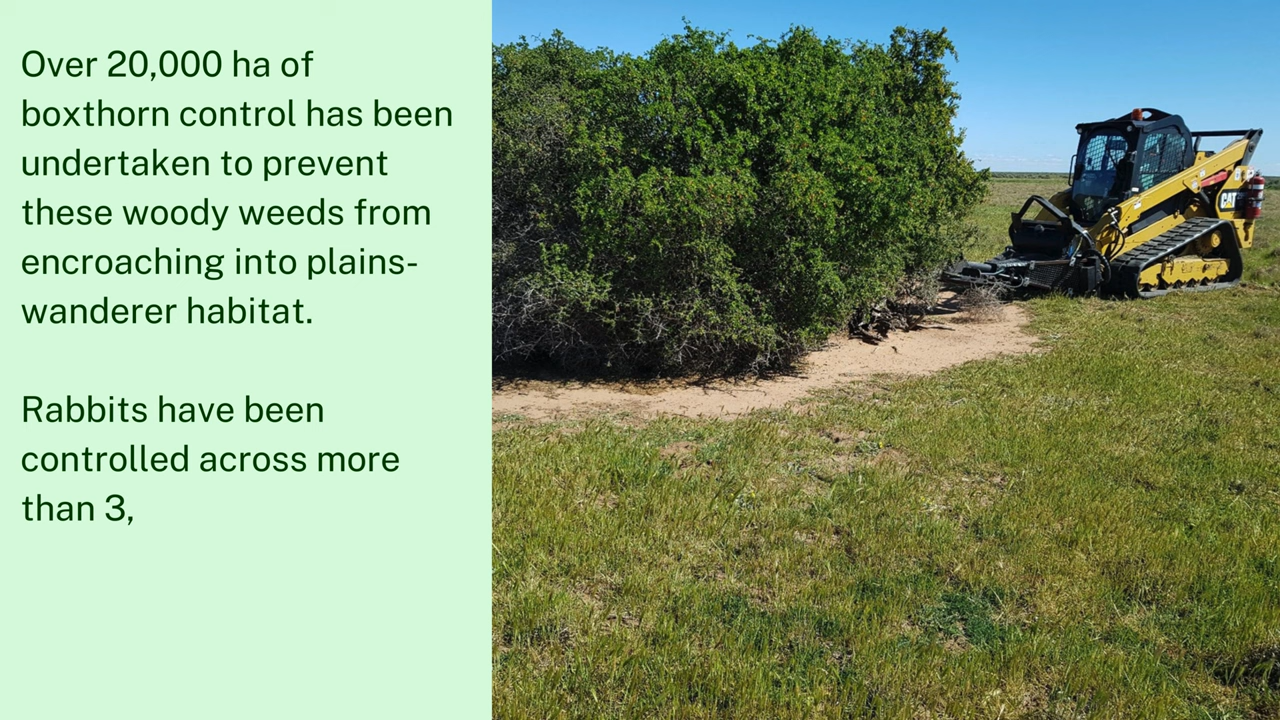 Over 20,000 ha of
boxthorn control has been
undertaken to prevent
these woody weeds from
encroaching into plains-
wanderer habitat.
Rabbits have been
controlled across more
than 3,
CAT